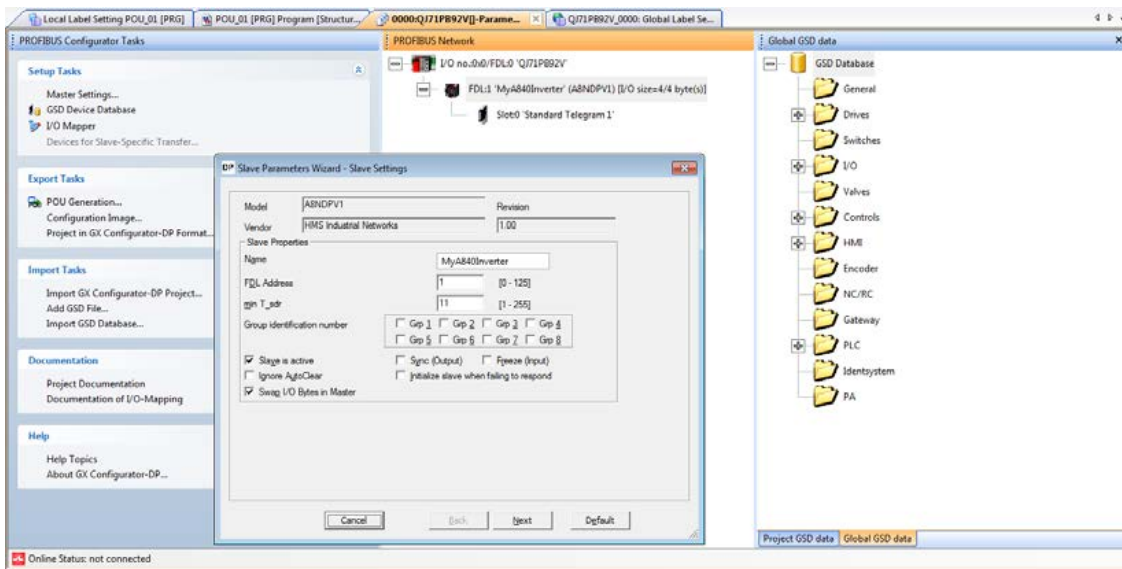 Local Label Setting POU_01 [PRG]
POU_01 [PRG] Program [Structur...
0000:QJ71PB92V[]-Parame...
QJ71PB92V_0000: Global Label Se...
PROFIBUS Configurator Tasks
Setup Tasks
Master Settings...
GSD Device Database
I/O Mapper
Devices for Slave-Specific Transfer...
Export Tasks
POU Generation...
Configuration Image...
Project in GX Configurator-DP Format...
Import Tasks
Import GX Configurator-DP Project...
Add GSD File...
Import GSD Database...
Documentation
Project Documentation
Documentation of I/O-Mapping
Help
Help Topics
About GX Configurator-DP...
PROFIBUS Network
I/O no.:0x0/FDL:0 'QJ71PB92V'
FDL:1 'MyA840Inverter' (A8NDPV1) [I/O size=4/4 byte(s)]
Slot:0 'Standard Telegram 1'
DP Slave Parameters Wizard - Slave Settings
Model A8NDPV1 Revision
Vendor HMS Industrial Networks 1.00
Slave Properties
Name MyA840Inverter
FDL Address 1 [0 - 125]
min T_sdr 11 [1 - 255]
Group identification number Grp 1 Grp 2 Grp 3 Grp 4
Grp 5 Grp 6 Grp 7 Grp 8
Slave is active Sync (Output) Freeze (Input)
Ignore AutoClear Initialize slave when failing to respond
Swap I/O Bytes in Master
Cancel Back Next Default
Global GSD data
GSD Database
General
Drives
Switches
I/O
Valves
Controls
HMI
Encoder
NC/RC
Gateway
PLC
Identsystem
PA
Project GSD data Global GSD data
Online Status: not connected